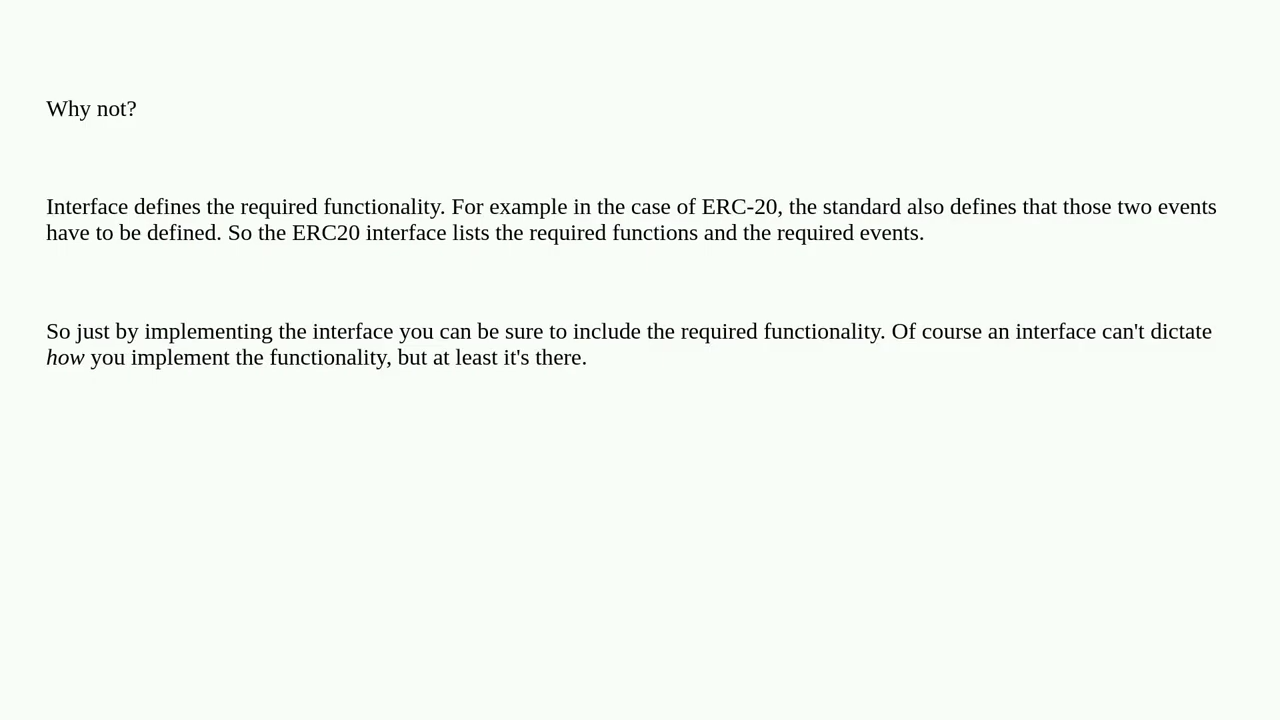 Why not?
Interface defines the required functionality. For example in the case of ERC-20, the standard also defines that those two events
have to be defined. So the ERC20 interface lists the required functions and the required events.
So just by implementing the interface you can be sure to include the required functionality. Of course an interface can't dictate
how you implement the functionality, but at least it's there.